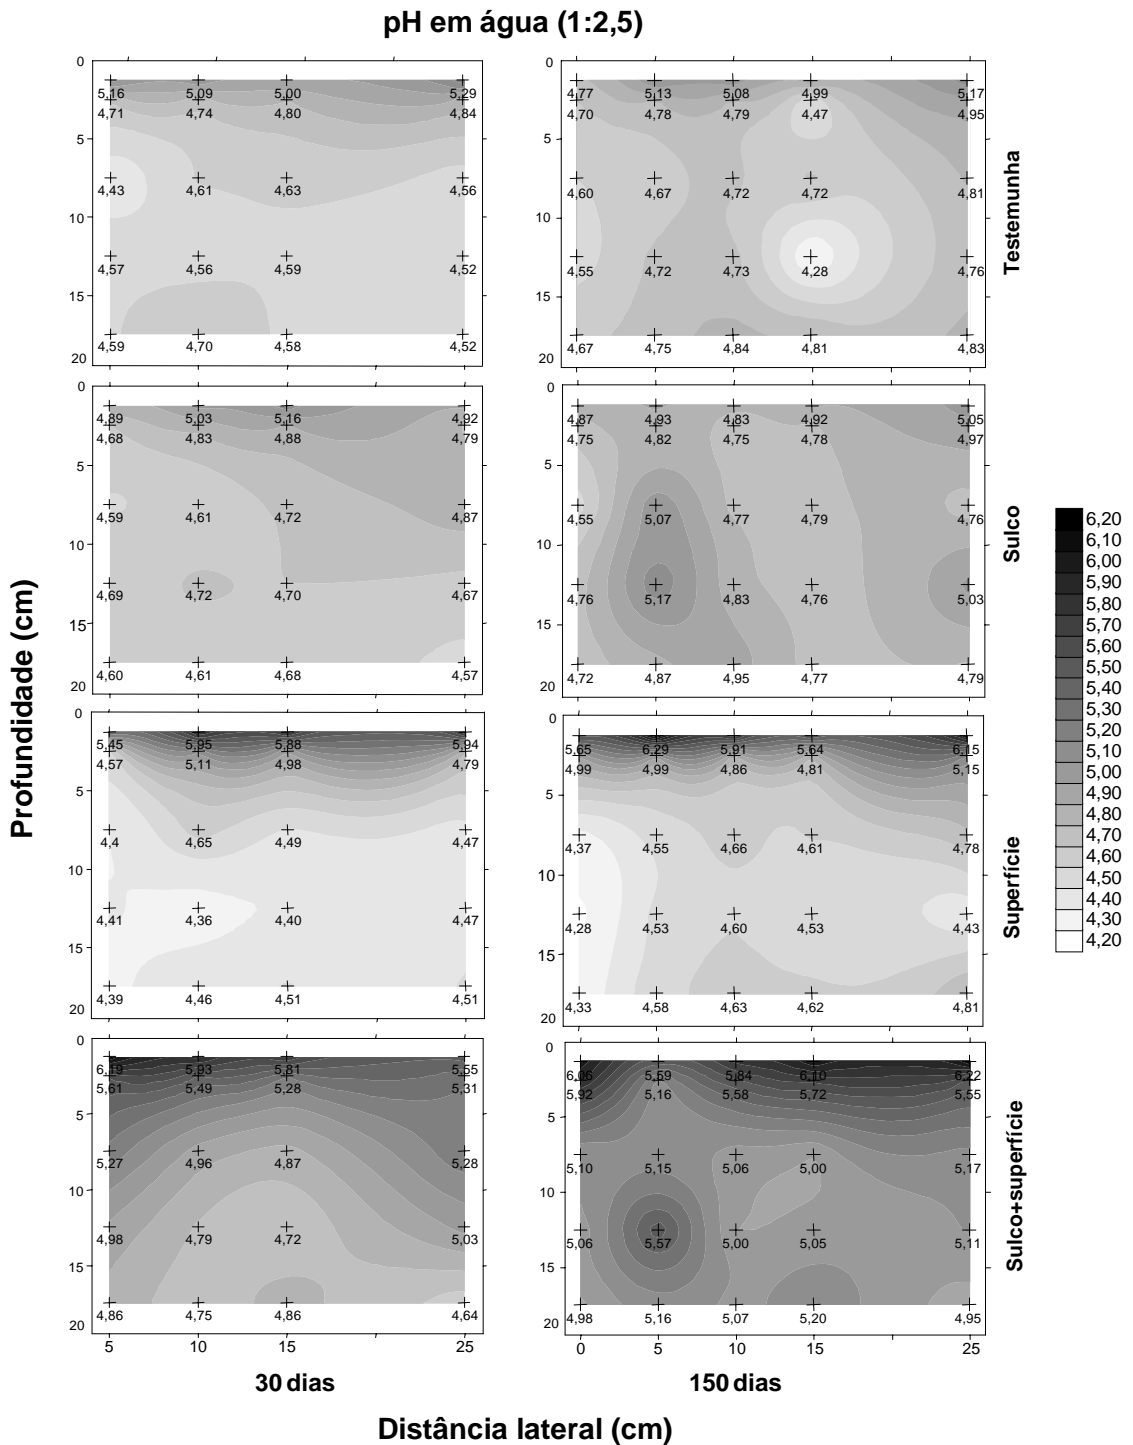 pH em água (1:2,5)
0
5,16 5,09 5,00 5,29
4,71 4,74 4,80 4,84
5
4,43 4,61 4,63 4,56
10
4,57 4,56 4,59 4,52
15
4,59 4,70 4,58 4,52
20
0
4,77 5,13 5,08 4,99 5,17
4,70 4,78 4,79 4,47 4,95
5
4,60 4,67 4,72 4,72 4,81
10
4,55 4,72 4,73 4,28 4,76
15
4,67 4,75 4,84 4,81 4,83
20
Testemunha
0
4,89 5,03 5,16 4,92
4,68 4,83 4,88 4,79
5
4,59 4,61 4,72 4,87
10
4,69 4,72 4,70 4,67
15
4,60 4,61 4,68 4,57
20
0
4,87 4,93 4,83 4,92 5,05
4,75 4,82 4,75 4,78 4,97
5
4,55 5,07 4,77 4,79 4,76
10
4,76 5,17 4,83 4,76 5,03
15
4,72 4,87 4,95 4,77 4,79
20
Sulco
0
5,45 5,95 5,88 5,94
4,57 5,11 4,98 4,79
5
4,4 4,65 4,49 4,47
10
4,41 4,36 4,40 4,47
15
4,39 4,46 4,51 4,51
20
0
5,65 6,29 5,91 5,64 6,15
4,99 4,99 4,86 4,81 5,15
5
4,37 4,55 4,66 4,61 4,78
10
4,28 4,53 4,60 4,53 4,43
15
4,33 4,58 4,63 4,62 4,81
20
Superfície
0
6,19 5,93 5,81 5,55
5,61 5,49 5,28 5,31
5
5,27 4,96 4,87 5,28
10
4,98 4,79 4,72 5,03
15
4,86 4,75 4,86 4,64
20
5 10 15 25
30 dias
0
6,06 5,59 5,84 6,10 6,22
5,92 5,16 5,58 5,72 5,55
5
5,10 5,15 5,06 5,00 5,17
10
5,06 5,57 5,00 5,05 5,11
15
4,98 5,16 5,07 5,20 4,95
20
0 5 10 15 25
150 dias
Sulco+superfície
Profundidade (cm)
Distância lateral (cm)
6,20
6,10
6,00
5,90
5,80
5,70
5,60
5,50
5,40
5,30
5,20
5,10
5,00
4,90
4,80
4,70
4,60
4,50
4,40
4,30
4,20